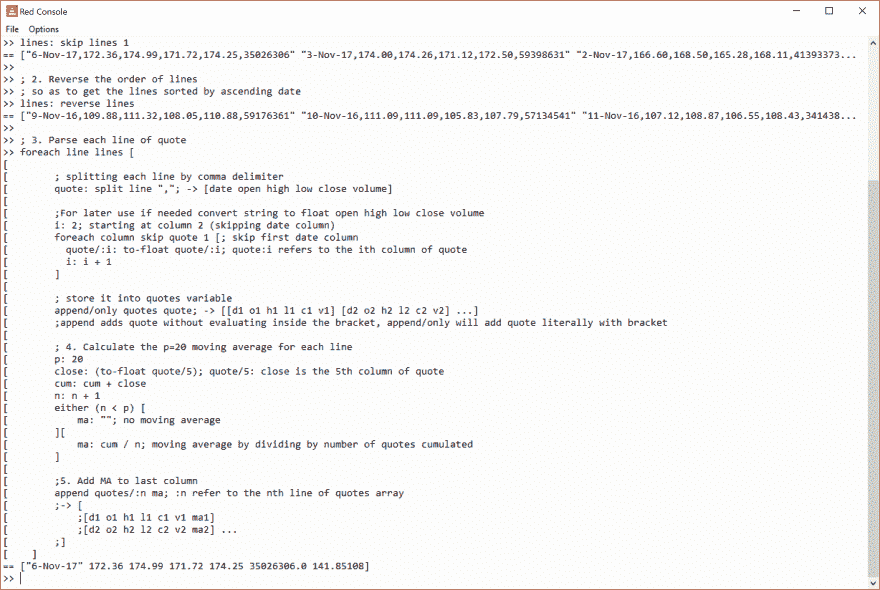 Red Console
File Options
>> lines: skip lines 1
== ["6-Nov-17,172.36,174.99,171.72,174.25,35026306" "3-Nov-17,174.00,174.26,171.12,172.50,59398631" "2-Nov-17,166.60,168.50,165.28,168.11,41393373...
>>
>> ; 2. Reverse the order of lines
>> ; so as to get the lines sorted by ascending date
>> lines: reverse lines
== ["9-Nov-16,109.88,111.32,108.05,110.88,59176361" "10-Nov-16,111.09,111.09,105.83,107.79,57134541" "11-Nov-16,107.12,108.87,106.55,108.43,341438...
>>
>> ; 3. Parse each line of quote
>> foreach line lines [
[
[        ; splitting each line by comma delimiter
[        quote: split line ","; -> [date open high low close volume]
[
[        ;For later use if needed convert string to float open high low close volume
[        i: 2; starting at column 2 (skipping date column)
[        foreach column skip quote 1 [; skip first date column
[          quote/:i: to-float quote/:i; quote:i refers to the ith column of quote
[          i: i + 1
[        ]
[
[        ; store it into quotes variable
[        append/only quotes quote; -> [[d1 o1 h1 l1 c1 v1] [d2 o2 h2 l2 c2 v2] ...]
[        ;append adds quote without evaluating inside the bracket, append/only will add quote literally with bracket
[
[        ; 4. Calculate the p=20 moving average for each line
[        p: 20
[        close: (to-float quote/5); quote/5: close is the 5th column of quote
[        cum: cum + close
[        n: n + 1
[        either (n < p) [
[            ma: ""; no moving average
[        ][
[            ma: cum / n; moving average by dividing by number of quotes cumulated
[        ]
[
[        ;5. Add MA to last column
[        append quotes/:n ma; :n refer to the nth line of quotes array
[        ;-> [
[            ;[d1 o1 h1 l1 c1 v1 ma1]
[            ;[d2 o2 h2 l2 c2 v2 ma2] ...
[        ;]
[    ]
== ["6-Nov-17" 172.36 174.99 171.72 174.25 35026306.0 141.85108]
>>